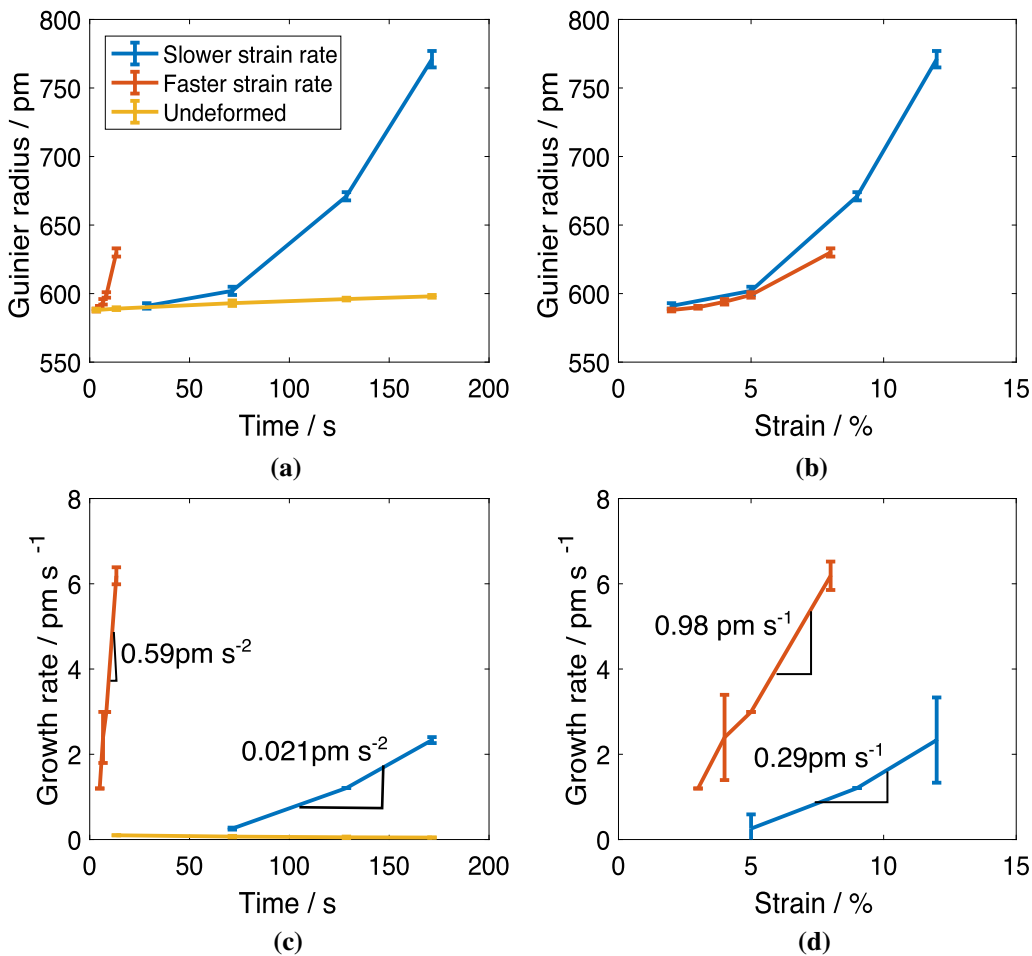 800
750
700
650
600
550
Guinier radius / pm
Slower strain rate
Faster strain rate
Undeformed
0 50 100 150 200
Time / s
(a)
800
750
700
650
600
550
Guinier radius / pm
0 5 10 15
Strain / %
(b)
8
6
4
2
0
Growth rate / pm s⁻¹
0.59pm s⁻²
0.021pm s⁻²
0 50 100 150 200
Time / s
(c)
8
6
4
2
0
Growth rate / pm s⁻¹
0.98 pm s⁻¹
0.29pm s⁻¹
0 5 10 15
Strain / %
(d)